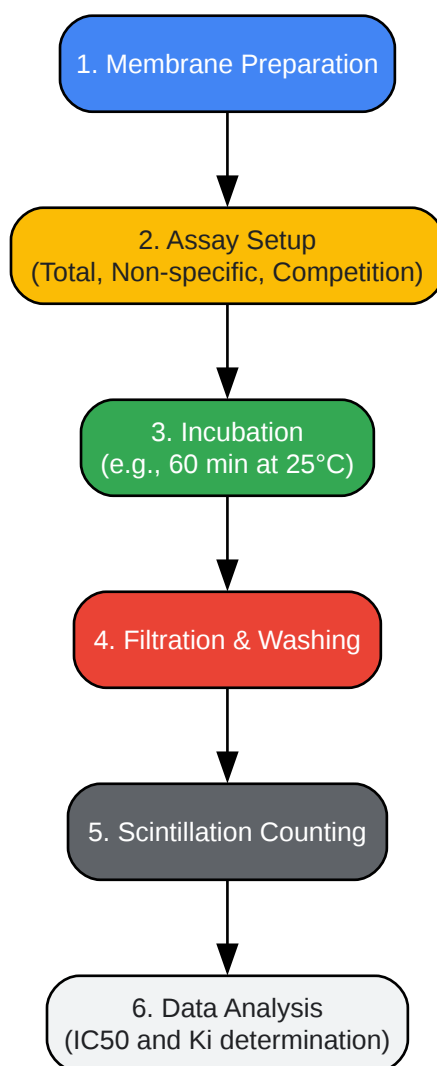 1. Membrane Preparation
2. Assay Setup
(Total, Non-specific, Competition)
3. Incubation
(e.g., 60 min at 25°C)
4. Filtration & Washing
5. Scintillation Counting
6. Data Analysis
(IC50 and Ki determination)